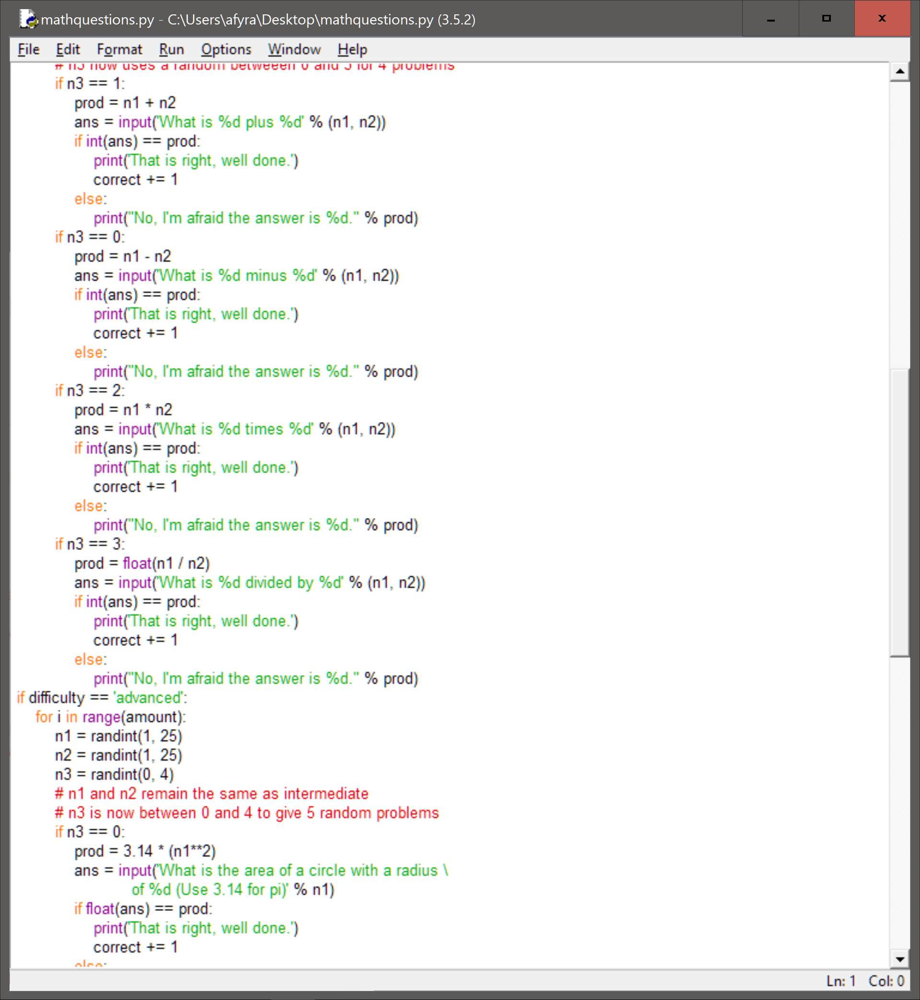 mathquestions.py - C:\Users\afyra\Desktop\mathquestions.py (3.5.2)
File Edit Format Run Options Window Help
# n3 now uses a random betweeen 0 and 3 for 4 problems
if n3 == 1:
prod = n1 + n2
ans = input('What is %d plus %d' % (n1, n2))
if int(ans) == prod:
print('That is right, well done.')
correct += 1
else:
print("No, I'm afraid the answer is %d." % prod)
if n3 == 0:
prod = n1 - n2
ans = input('What is %d minus %d' % (n1, n2))
if int(ans) == prod:
print('That is right, well done.')
correct += 1
else:
print("No, I'm afraid the answer is %d." % prod)
if n3 == 2:
prod = n1 * n2
ans = input('What is %d times %d' % (n1, n2))
if int(ans) == prod:
print('That is right, well done.')
correct += 1
else:
print("No, I'm afraid the answer is %d." % prod)
if n3 == 3:
prod = float(n1 / n2)
ans = input('What is %d divided by %d' % (n1, n2))
if int(ans) == prod:
print('That is right, well done.')
correct += 1
else:
print("No, I'm afraid the answer is %d." % prod)
if difficulty == 'advanced':
for i in range(amount):
n1 = randint(1, 25)
n2 = randint(1, 25)
n3 = randint(0, 4)
# n1 and n2 remain the same as intermediate
# n3 is now between 0 and 4 to give 5 random problems
if n3 == 0:
prod = 3.14 * (n1**2)
ans = input('What is the area of a circle with a radius \
of %d (Use 3.14 for pi)' % n1)
if float(ans) == prod:
print('That is right, well done.')
correct += 1
else:
Ln: 1 Col: 0